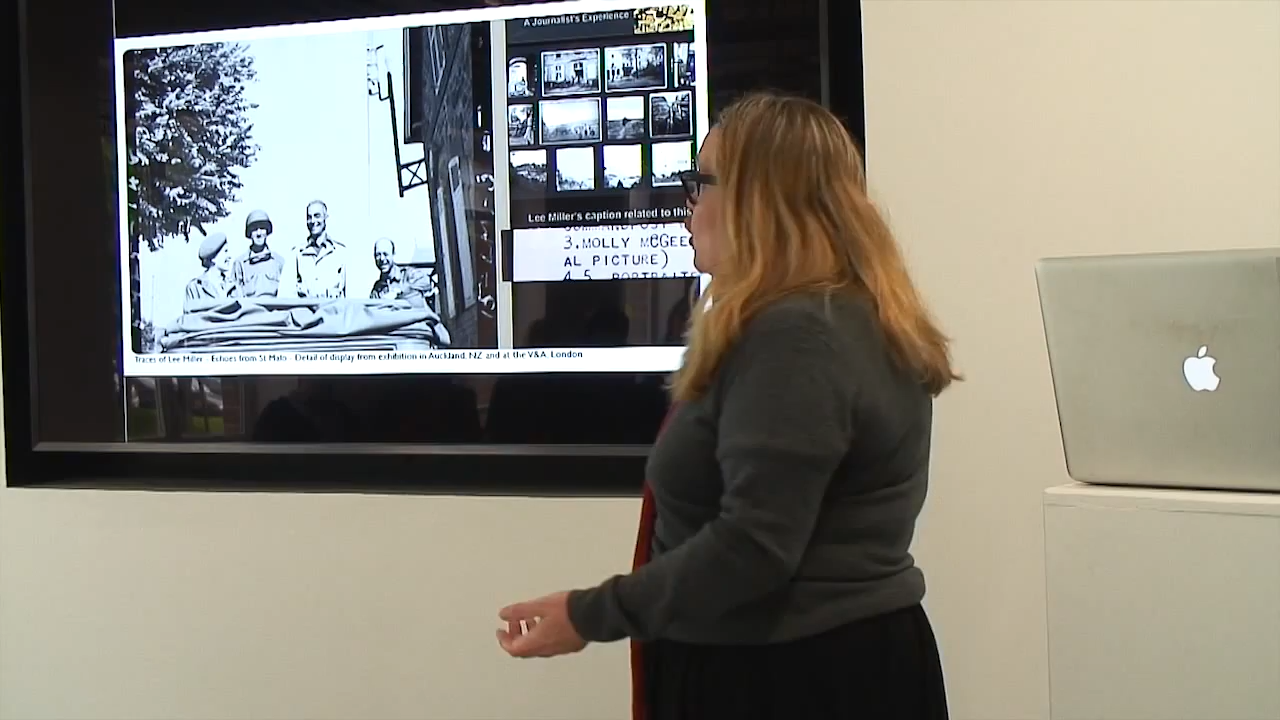 A Journalist's Experience
Lee Miller's caption related to this
3.MOLLY McGEE
AL PICTURE)
4.5. PORTRAITS
Traces of Lee Miller - Echoes from St. Malo - Detail of display from exhibition in Auckland, NZ and at the V&A, London